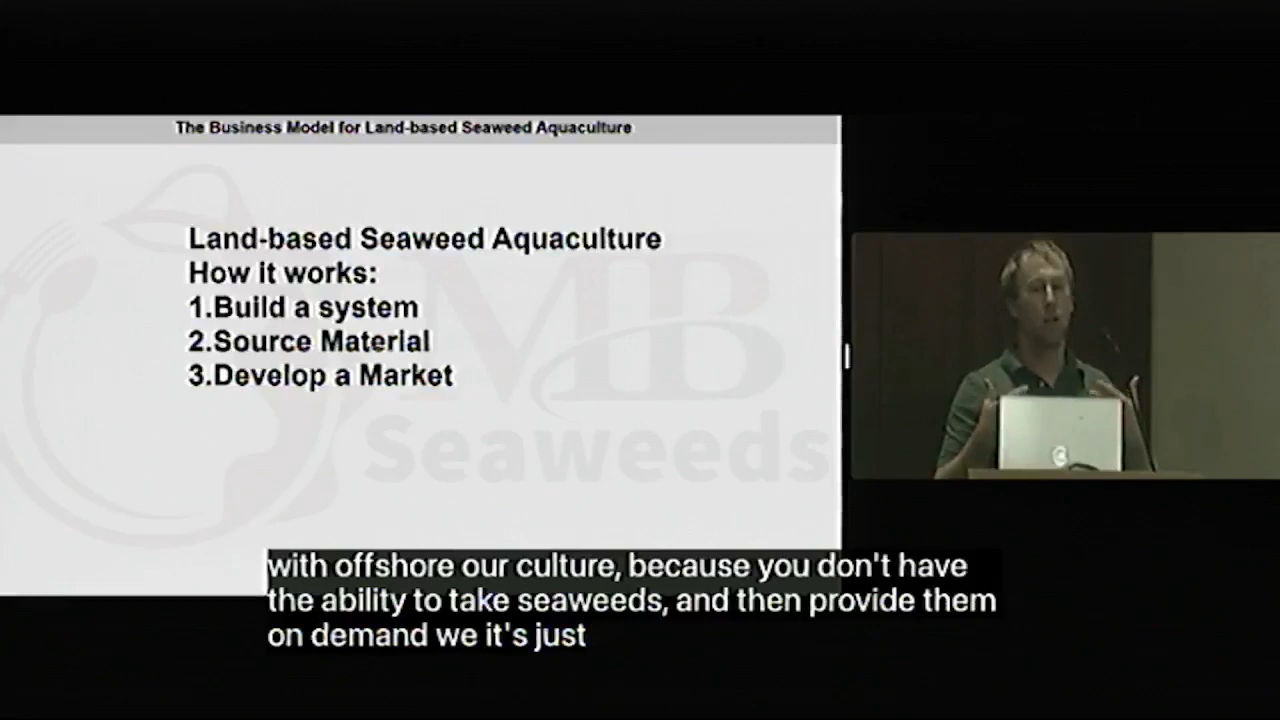 The Business Model for Land-based Seaweed Aquaculture
Land-based Seaweed Aquaculture
How it works:
1.Build a system
2.Source Material
3.Develop a Market
MB
Seaweeds
with offshore our culture, because you don't have
the ability to take seaweeds, and then provide them
on demand we it's just